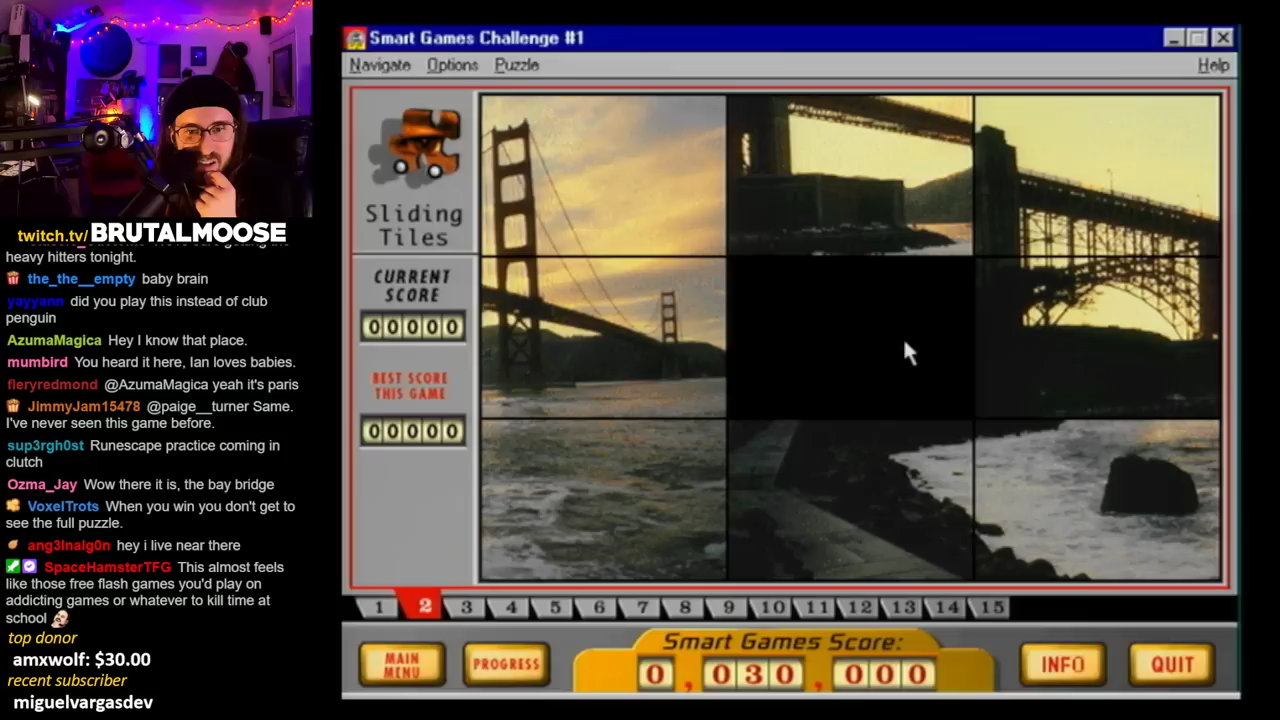 Smart Games Challenge #1
Navigate Options Puzzle Help
Sliding
Tiles
CURRENT
SCORE
00000
BEST SCORE
THIS GAME
00000
1 2 3 4 5 6 7 8 9 10 11 12 13 14 15
MAIN
MENU
PROGRESS
Smart Games Score:
0,030,000
INFO
QUIT
twitch.tv/BRUTALMOOSE
heavy hitters tonight.
the_the__empty baby brain
yayyann did you play this instead of club
penguin
AzumaMagica Hey I know that place.
mumbird You heard it here, Ian loves babies.
fieryredmond @AzumaMagica yeah it's paris
JimmyJam15478 @paige__turner Same.
I've never seen this game before.
sup3rgh0st Runescape practice coming in
clutch
Ozma_Jay Wow there it is, the bay bridge
VoxelTrots When you win you don't get to
see the full puzzle.
ang3lnalg0n hey i live near there
SpaceHamsterTFG This almost feels
like those free flash games you'd play on
addicting games or whatever to kill time at
school
top donor
amxwolf: $30.00
recent subscriber
miguelvargasdev